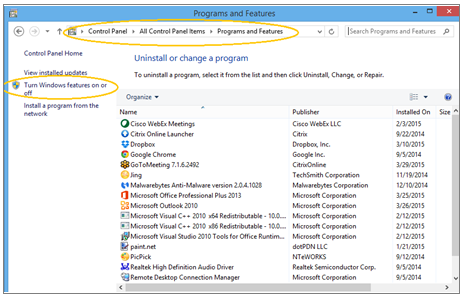 Programs and Features
Control Panel › All Control Panel Items › Programs and Features
Search Programs and Features
Control Panel Home
View installed updates
Turn Windows features on or
off
Install a program from the
network
Uninstall or change a program
To uninstall a program, select it from the list and then click Uninstall, Change, or Repair.
Organize
Name Publisher Installed On Size
Cisco WebEx Meetings Cisco WebEx LLC 2/3/2015
Citrix Online Launcher Citrix 9/22/2014
Dropbox Dropbox, Inc. 3/10/2015
Google Chrome Google Inc. 9/5/2014
GoToMeeting 7.1.6.2492 CitrixOnline 3/29/2015
Jing TechSmith Corporation 11/19/2014
Malwarebytes Anti-Malware version 2.0.4.1028 Malwarebytes Corporation 12/10/2014
Microsoft Office Professional Plus 2013 Microsoft Corporation 3/25/2015
Microsoft Outlook 2010 Microsoft Corporation 3/26/2015
Microsoft Visual C++ 2010 x64 Redistributable - 10.0.... Microsoft Corporation 2/12/2015
Microsoft Visual C++ 2010 x86 Redistributable - 10.0.... Microsoft Corporation 2/12/2015
Microsoft Visual Studio 2010 Tools for Office Runtim... Microsoft Corporation 2/12/2015
paint.net dotPDN LLC 1/21/2015
PicPick NTeWORKS 9/12/2014
Realtek High Definition Audio Driver Realtek Semiconductor Corp. 9/5/2014
Remote Desktop Connection Manager Microsoft Corporation 9/5/2014